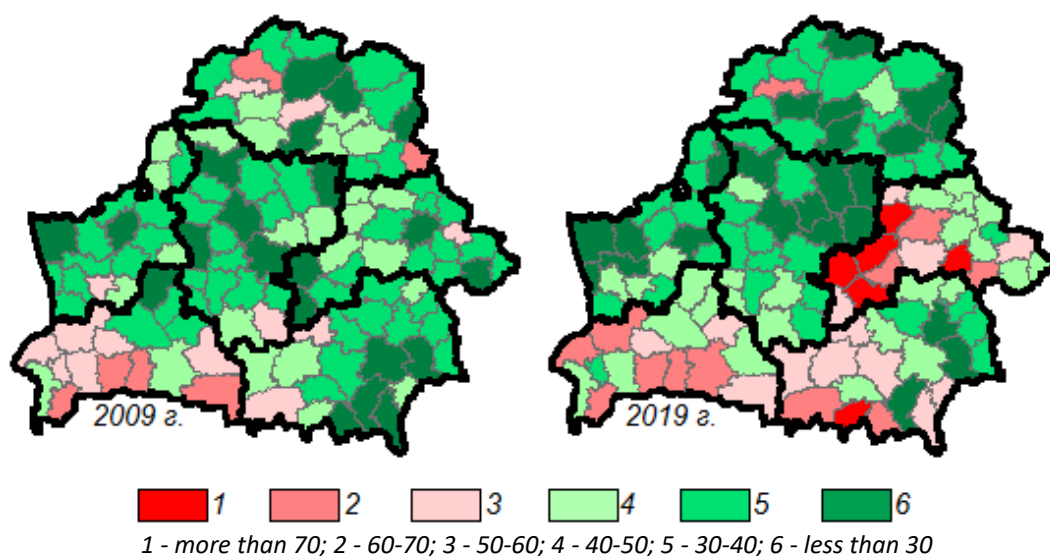 2009 г. 2019 г.
1 2 3 4 5 6
1 - more than 70; 2 - 60-70; 3 - 50-60; 4 - 40-50; 5 - 30-40; 6 - less than 30